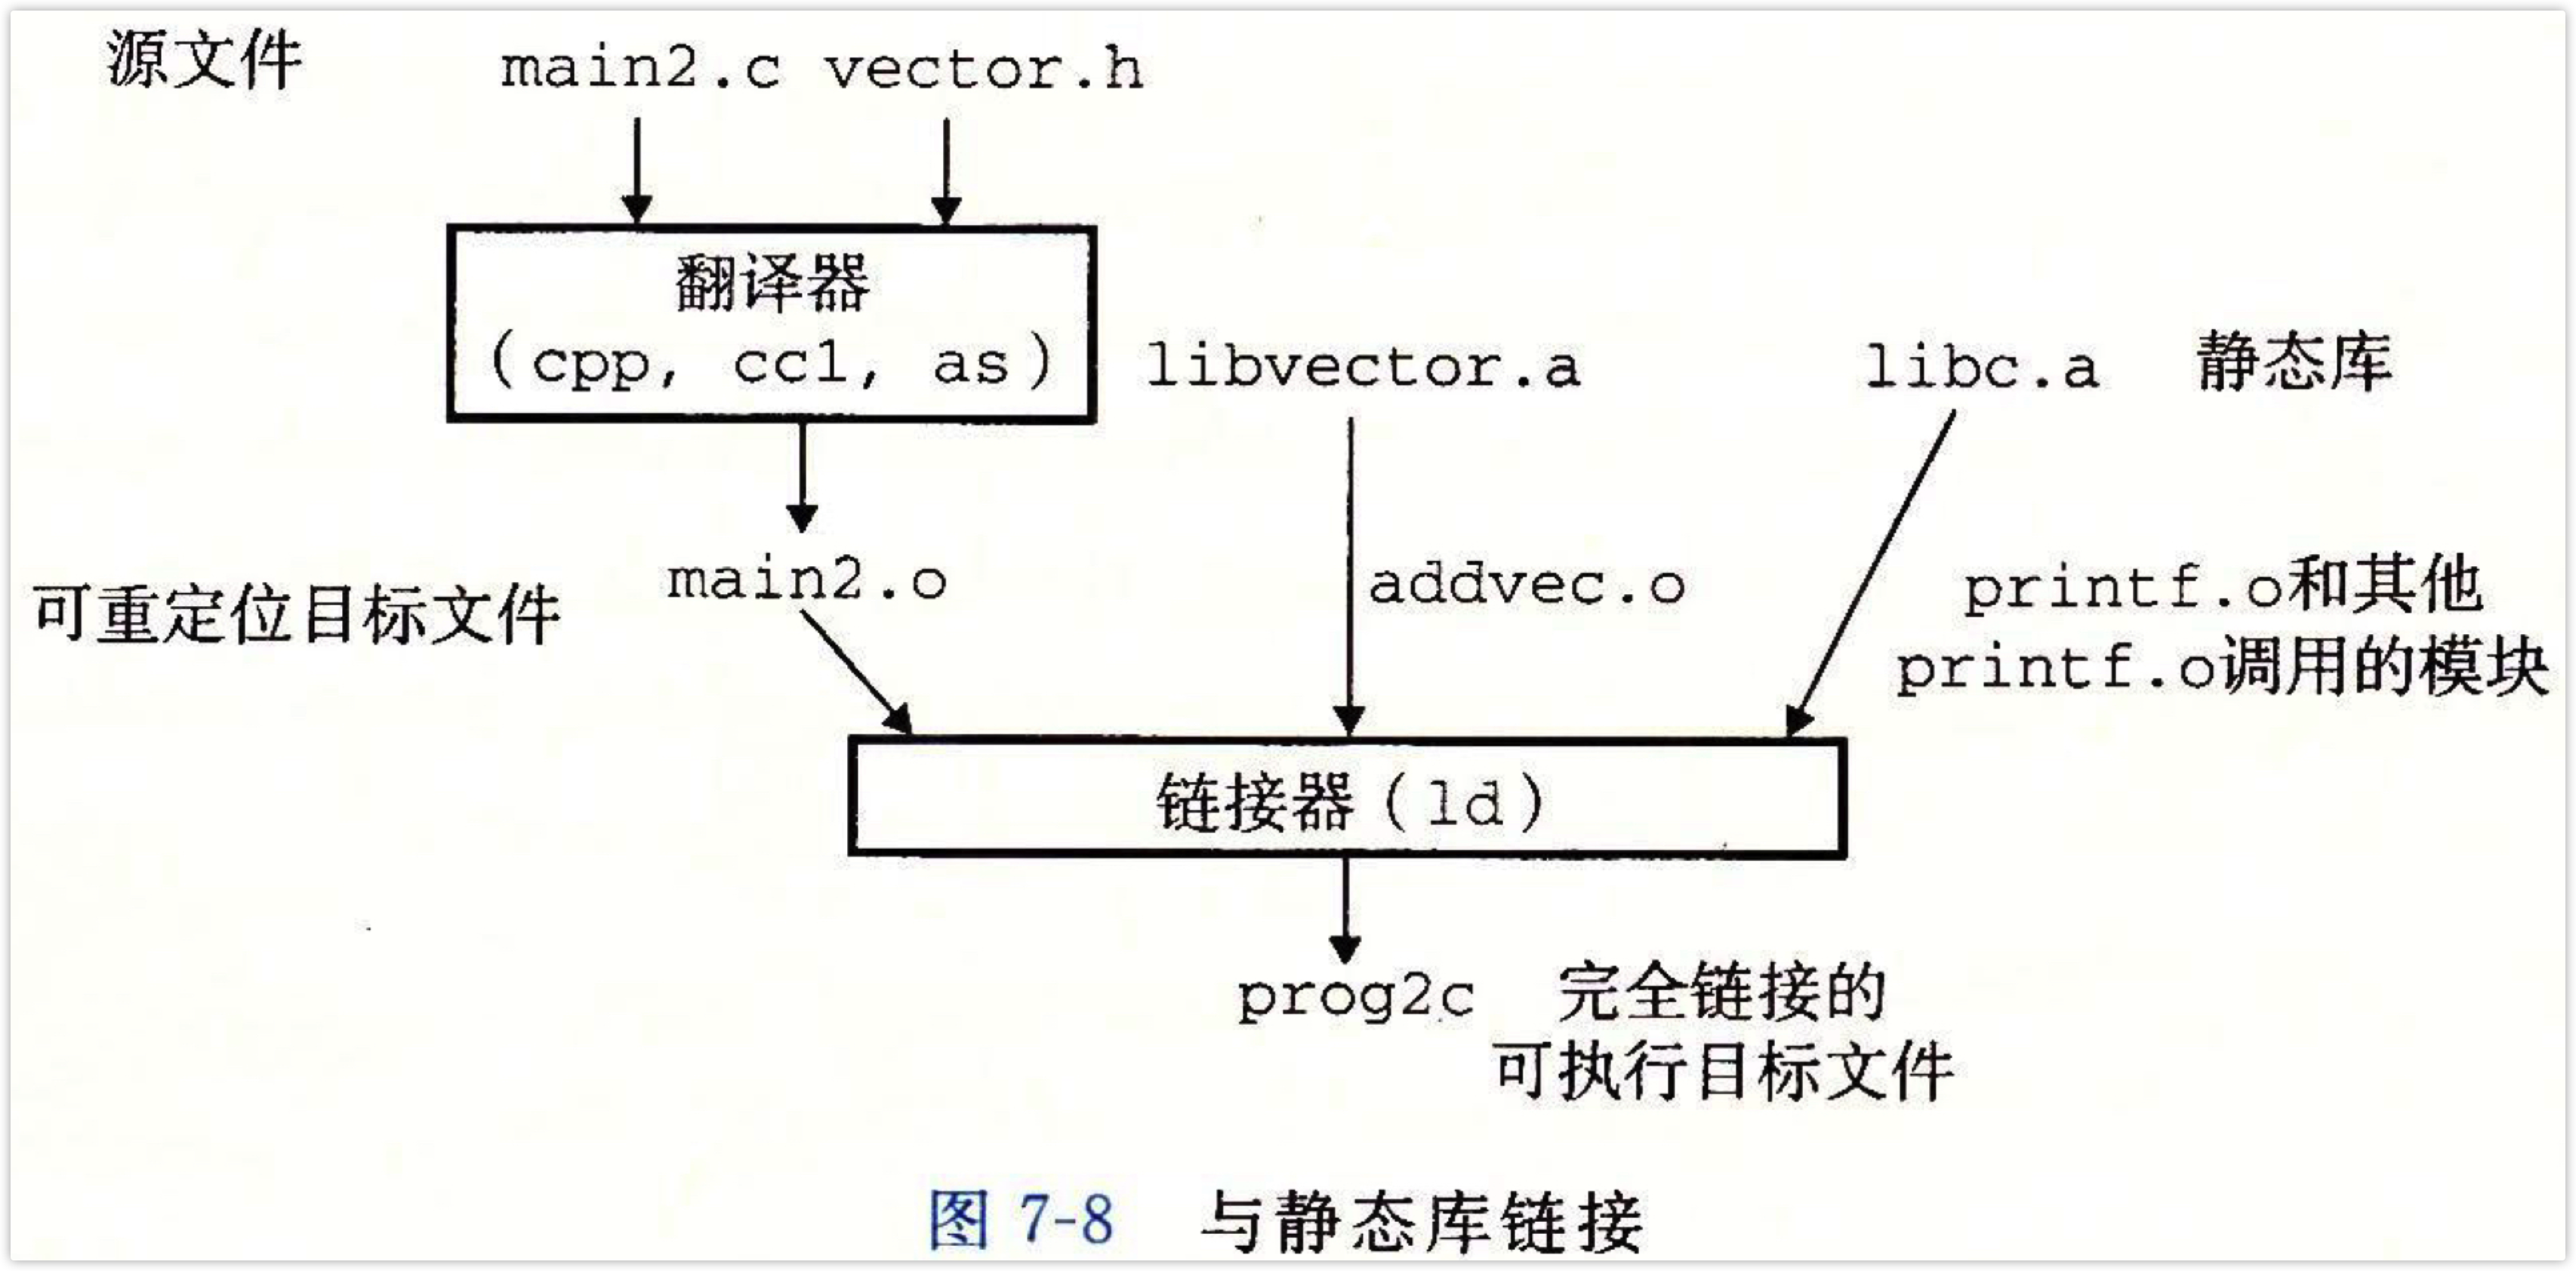 源文件 main2.c vector.h
翻译器
(cpp, cc1, as)
libvector.a
libc.a 静态库
可重定位目标文件
main2.o
addvec.o
printf.o和其他
printf.o调用的模块
链接器(ld)
prog2c 完全链接的
可执行目标文件
图 7-8 与静态库链接